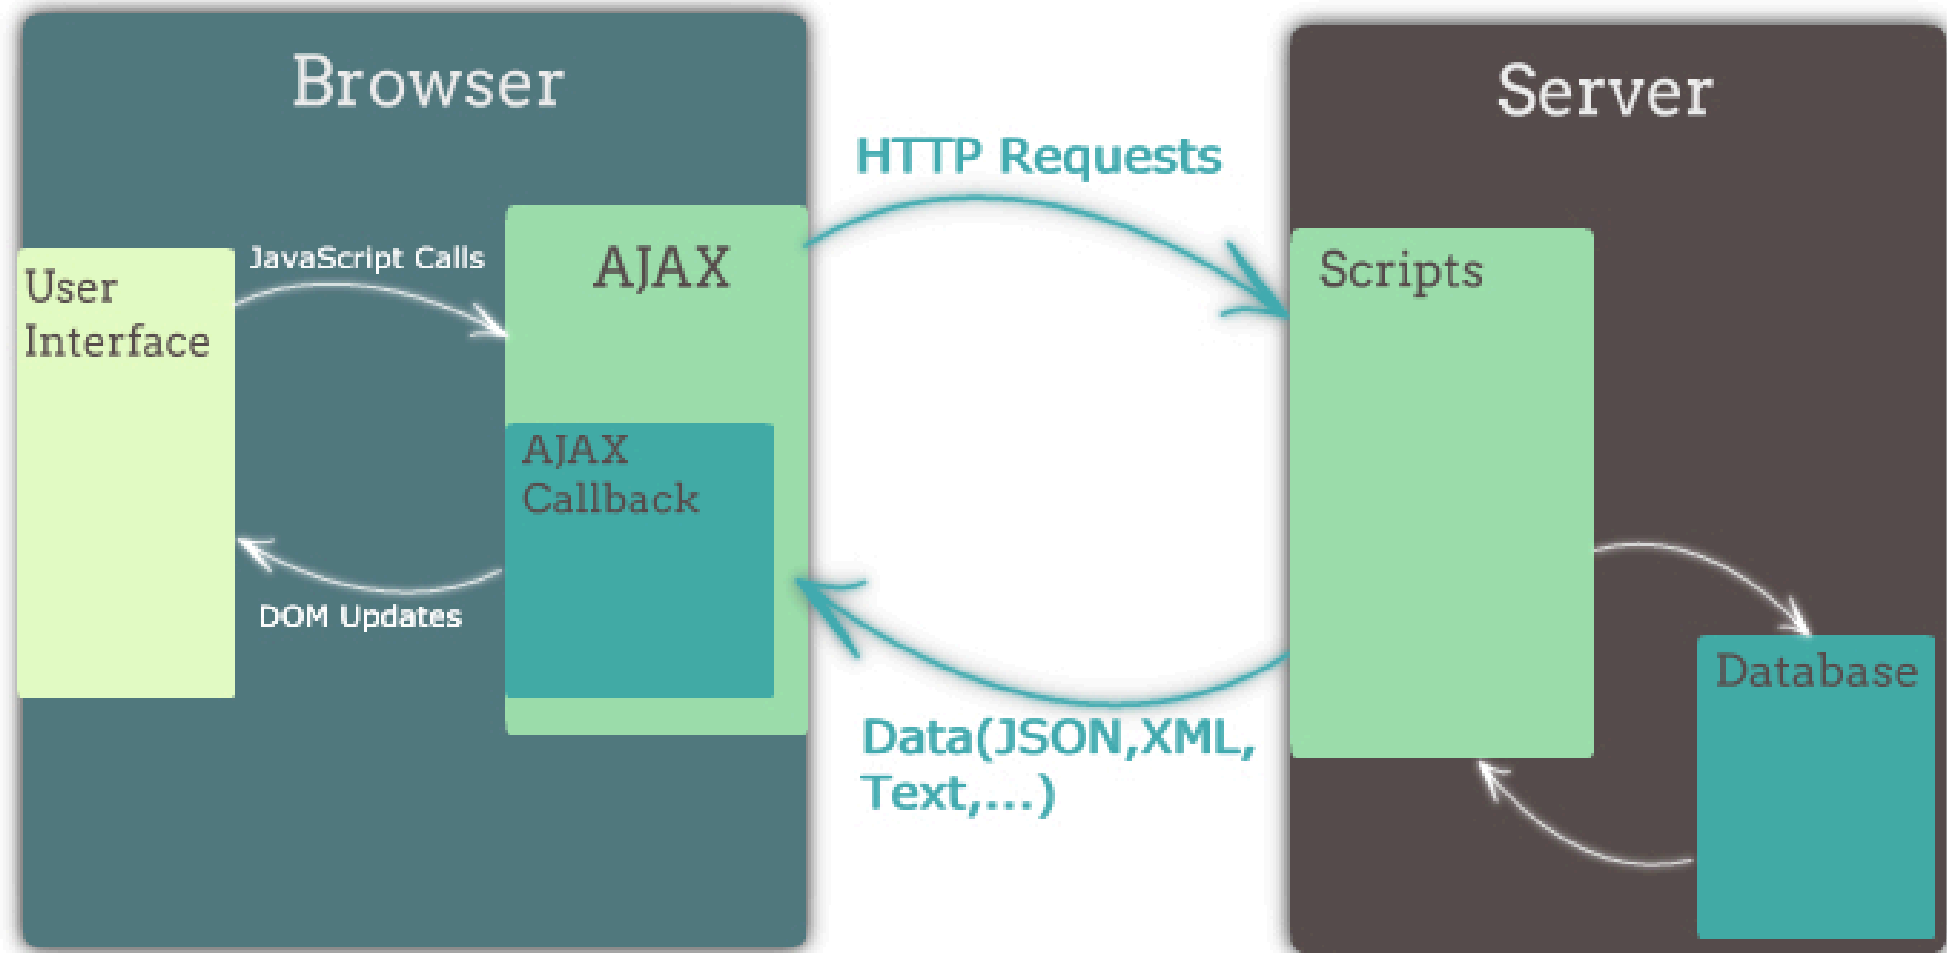 Browser
Server
HTTP Requests
JavaScript Calls
AJAX
User
Interface
Scripts
AJAX
Callback
DOM Updates
Database
Data(JSON,XML,
Text,...)